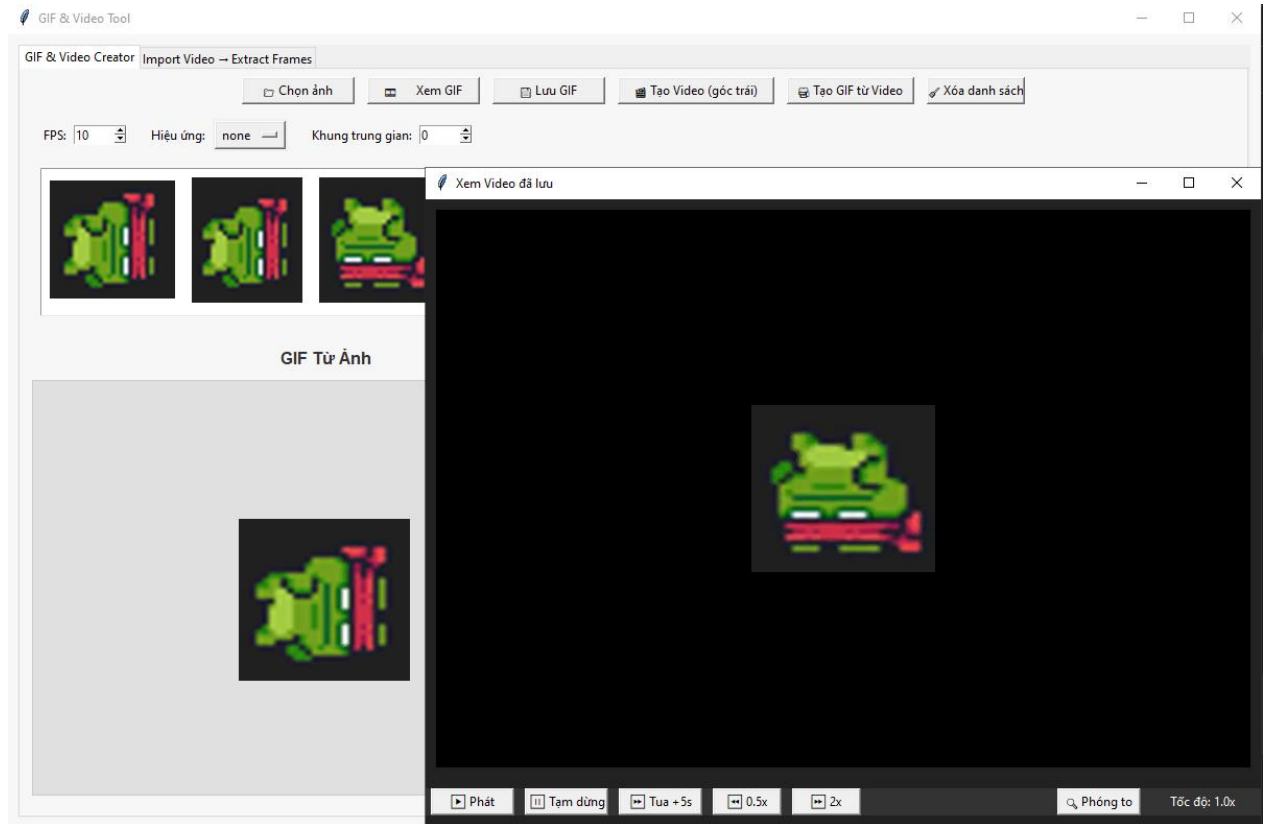 GIF & Video Tool
GIF & Video Creator Import Video → Extract Frames
Chọn ảnh Xem GIF Lưu GIF Tạo Video (góc trái) Tạo GIF từ Video Xóa danh sách
FPS: 10 Hiệu ứng: none Khung trung gian: 0
Xem Video đã lưu
GIF Từ Ảnh
Phát Tạm dừng Tua +5s 0.5x 2x Phóng to Tốc độ: 1.0x